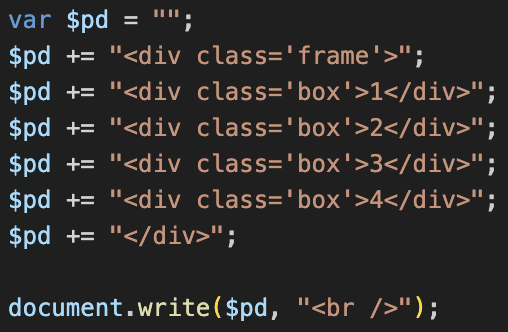 var $pd = "";
$pd += "<div class='frame'>";
$pd += "<div class='box'>1</div>";
$pd += "<div class='box'>2</div>";
$pd += "<div class='box'>3</div>";
$pd += "<div class='box'>4</div>";
$pd += "</div>";
document.write($pd, "<br />");